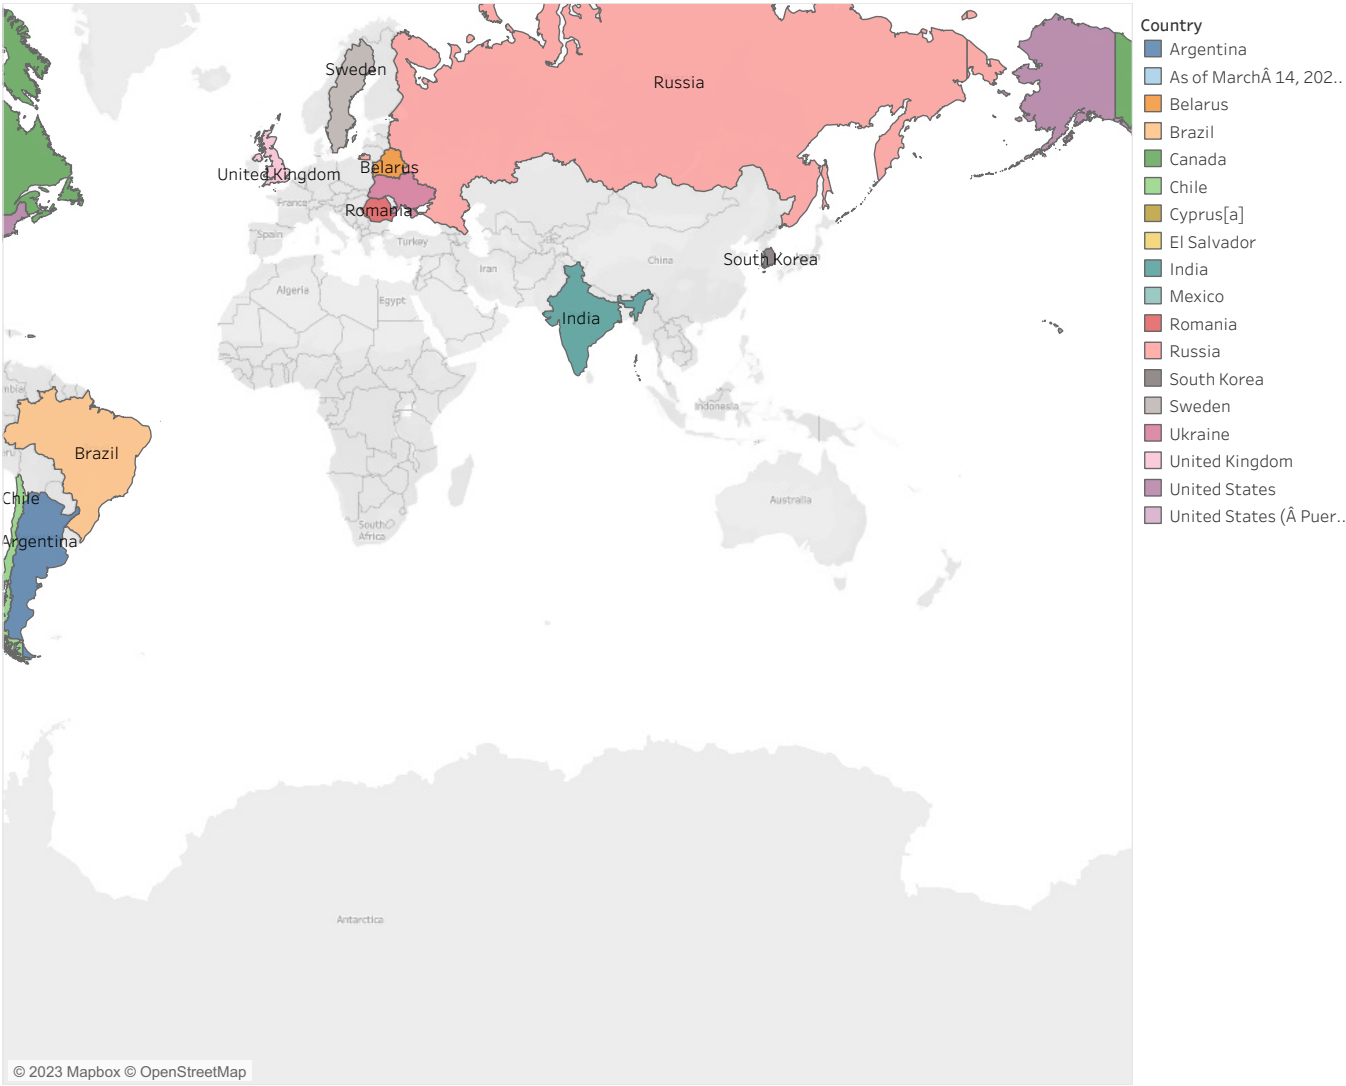 Sweden
Russia
United Kingdom
Belarus
France
Romania
Spain
Turkey
China
South Korea
Iran
Algeria
Egypt
India
Indonesia
Brazil
Chile
Australia
South
Africa
Argentina
Antarctica
© 2023 Mapbox © OpenStreetMap
Country
Argentina
As of MarchÂ 14, 202..
Belarus
Brazil
Canada
Chile
Cyprus[a]
El Salvador
India
Mexico
Romania
Russia
South Korea
Sweden
Ukraine
United Kingdom
United States
United States (Â Puer..